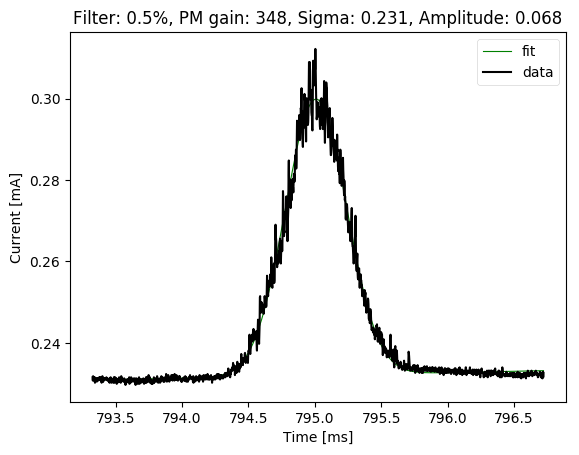 Filter: 0.5%, PM gain: 348, Sigma: 0.231, Amplitude: 0.068
fit
data
0.30
0.28
0.26
0.24
Current [mA]
793.5 794.0 794.5 795.0 795.5 796.0 796.5
Time [ms]